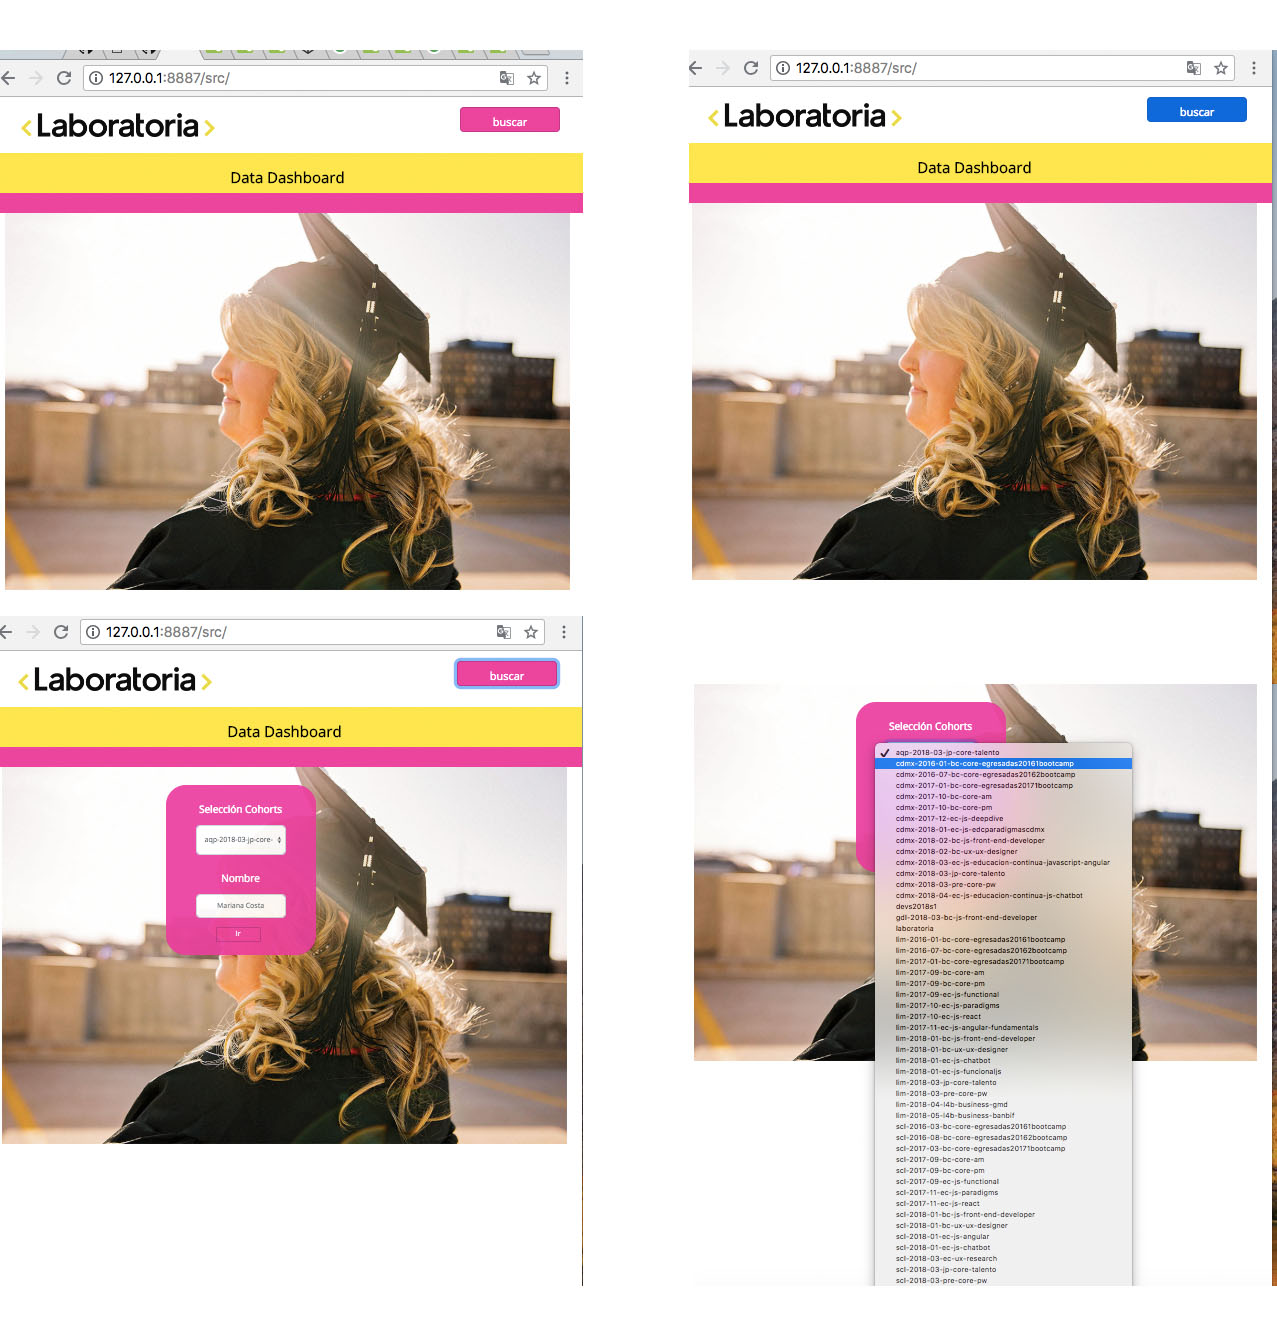 127.0.0.1:8887/src/
< Laboratoria >
buscar
Data Dashboard
127.0.0.1:8887/src/
< Laboratoria >
buscar
Data Dashboard
127.0.0.1:8887/src/
< Laboratoria >
buscar
Data Dashboard
Selección Cohorts
aqp-2018-03-jp-core-
Nombre
Mariana Costa
Ir
Selección Cohorts
aqp-2018-03-jp-core-talento
cdmx-2016-01-bc-core-egresadas20161bootcamp
cdmx-2016-07-bc-core-egresadas20162bootcamp
cdmx-2017-01-bc-core-egresadas20171bootcamp
cdmx-2017-10-bc-core-am
cdmx-2017-10-bc-core-pm
cdmx-2017-12-ec-js-deepdive
cdmx-2018-01-ec-js-edcparadigmascdmx
cdmx-2018-02-bc-js-front-end-developer
cdmx-2018-02-bc-ux-ux-designer
cdmx-2018-03-ec-js-educacion-continua-javascript-angular
cdmx-2018-03-jp-core-talento
cdmx-2018-03-pre-core-pw
cdmx-2018-04-ec-js-educacion-continua-js-chatbot
devs2018s1
gdl-2018-03-bc-js-front-end-developer
laboratoria
lim-2016-01-bc-core-egresadas20161bootcamp
lim-2016-07-bc-core-egresadas20162bootcamp
lim-2017-01-bc-core-egresadas20171bootcamp
lim-2017-09-bc-core-am
lim-2017-09-bc-core-pm
lim-2017-09-ec-js-functional
lim-2017-10-ec-js-paradigms
lim-2017-10-ec-js-react
lim-2017-11-ec-js-angular-fundamentals
lim-2018-01-bc-js-front-end-developer
lim-2018-01-bc-ux-ux-designer
lim-2018-01-ec-js-chatbot
lim-2018-01-ec-js-funcionaljs
lim-2018-03-jp-core-talento
lim-2018-03-pre-core-pw
lim-2018-04-l4b-business-gmd
lim-2018-05-l4b-business-banbif
scl-2016-03-bc-core-egresadas20161bootcamp
scl-2016-08-bc-core-egresadas20162bootcamp
scl-2017-03-bc-core-egresadas20171bootcamp
scl-2017-09-bc-core-am
scl-2017-09-bc-core-pm
scl-2017-09-ec-js-functional
scl-2017-11-ec-js-paradigms
scl-2017-11-ec-js-react
scl-2018-01-bc-js-front-end-developer
scl-2018-01-bc-ux-ux-designer
scl-2018-01-ec-js-angular
scl-2018-01-ec-js-chatbot
scl-2018-03-ec-ux-research
scl-2018-03-jp-core-talento
scl-2018-03-pre-core-pw